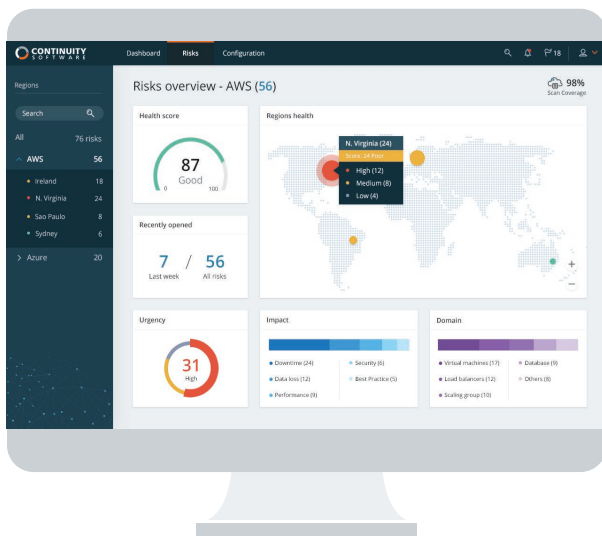 CONTINUITY
SOFTWARE
Dashboard Risks Configuration
18
Regions
Search
All 76 risks
AWS 56
Ireland 18
N. Virginia 24
Sao Paulo 8
Sydney 6
Azure 20
Risks overview - AWS (56)
98%
Scan Coverage
Health score
87
Good
0 100
Regions health
N. Virginia (24)
Score: 24 Poor
High (12)
Medium (8)
Low (4)
+
−
Recently opened
7 / 56
Last week All risks
Urgency
31
High
Impact
Downtime (24) Security (6)
Data loss (12) Best Practice (5)
Performance (9)
Domain
Virtual machines (17) Database (9)
Load balancers (12) Others (8)
Scaling group (10)